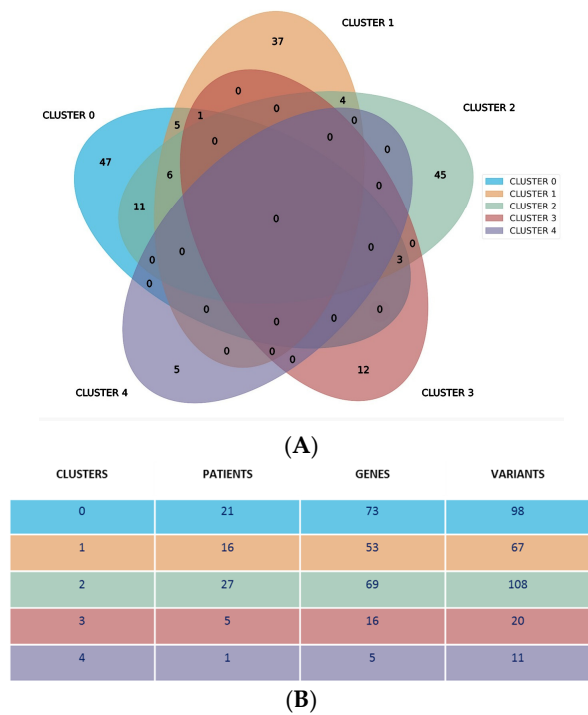 37
CLUSTER 1
0
4
0
CLUSTER 0
1
0
CLUSTER 2
5
0
0
0
47
6
0
45
11
CLUSTER 0
CLUSTER 1
CLUSTER 2
CLUSTER 3
CLUSTER 4
0
0
0
0
3
0
0
0
0
0
0
0
0
0
0
5
12
CLUSTER 4
CLUSTER 3
(A)
CLUSTERS PATIENTS GENES VARIANTS
0 21 73 98
1 16 53 67
2 27 69 108
3 5 16 20
4 1 5 11
(B)